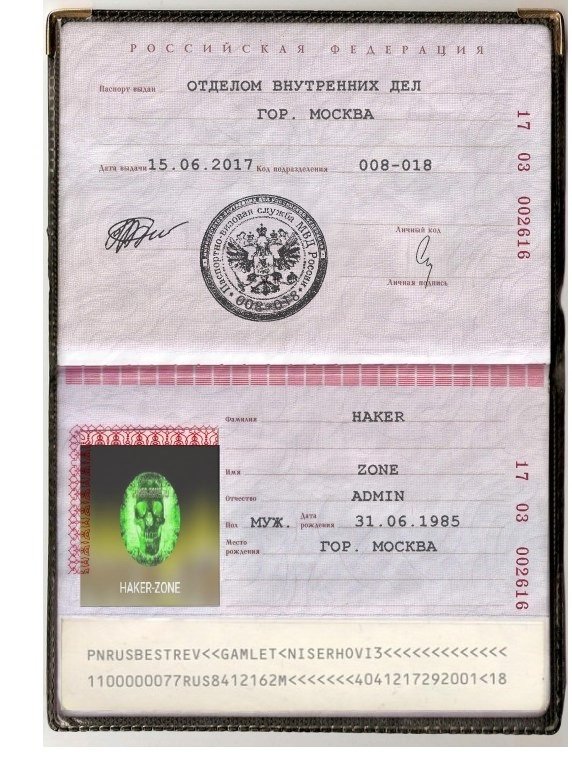 РОССИЙСКАЯ ФЕДЕРАЦИЯ
Паспорт выдан ОТДЕЛОМ ВНУТРЕННИХ ДЕЛ
ГОР. МОСКВА
Дата выдачи 15.06.2017 Код подразделения 008-018
17 03 002616
Паспортно-визовая служба МВД России
008-018
Личный код
Личная подпись
Фамилия HAKER
Имя ZONE
Отчество ADMIN
Пол МУЖ. Дата рождения 31.06.1985
Место рождения ГОР. МОСКВА
17 03 002616
HAKER-ZONE
PNRUSBESTREV<<GAMLET<NISERHOVI3<<<<<<<<<<<<<<
1100000077RUS8412162M<<<<<<<4041217292001<18